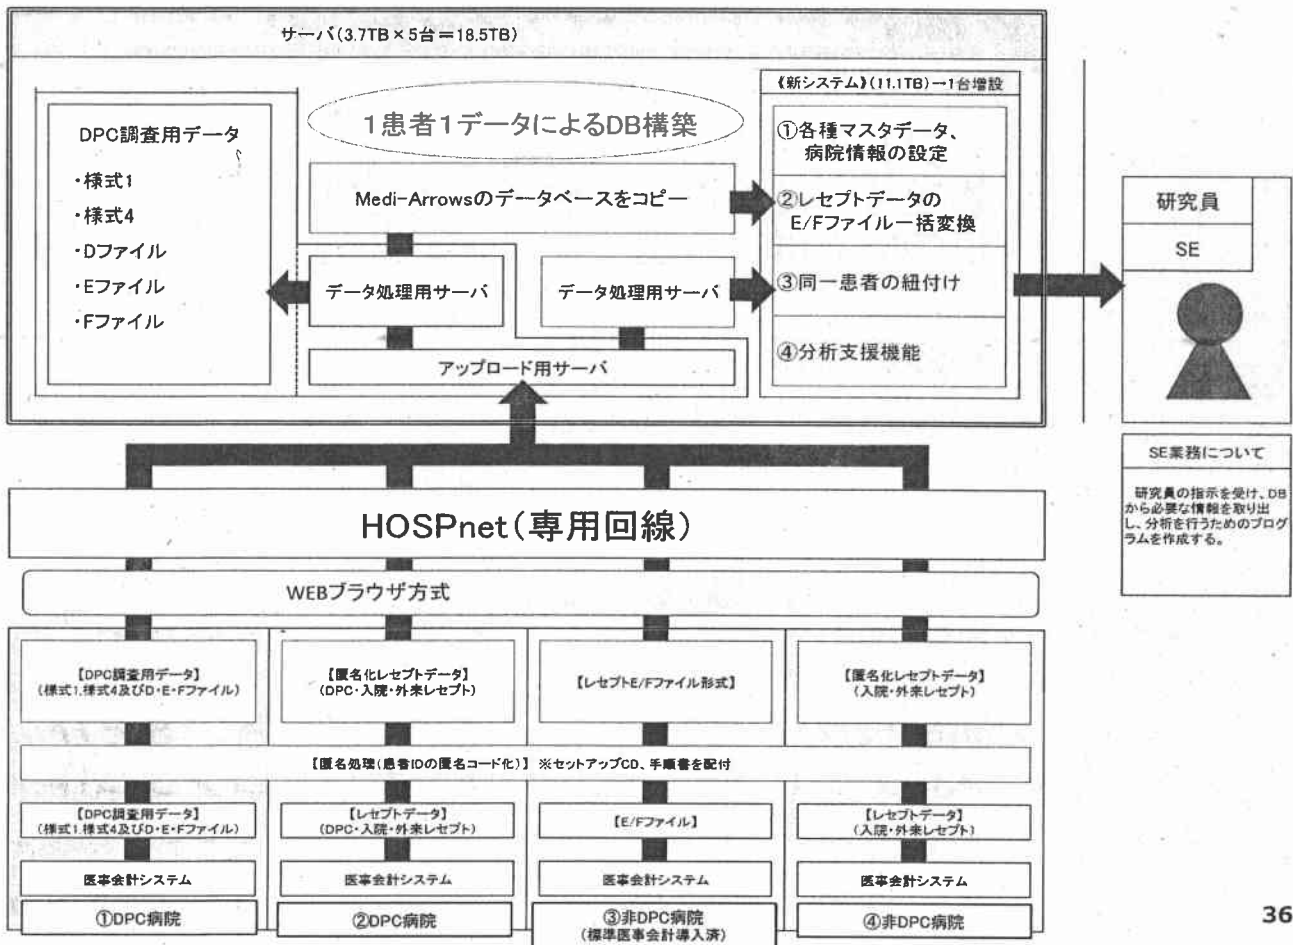 サーバ(3.7TB×5台=18.5TB)
DPC調査用データ
・様式1
・様式4
・Dファイル
・Eファイル
・Fファイル
1患者1データによるDB構築
Medi-Arrowsのデータベースをコピー
データ処理用サーバ
データ処理用サーバ
アップロード用サーバ
《新システム》(11.1TB)→1台増設
①各種マスタデータ、
病院情報の設定
②レセプトデータの
E/Fファイル一括変換
③同一患者の紐付け
④分析支援機能
研究員
SE
SE業務について
研究員の指示を受け、DB
から必要な情報を取り出
し、分析を行うためのプログ
ラムを作成する。
HOSPnet(専用回線)
WEBブラウザ方式
【DPC調査用データ】
(様式1,様式4及びD・E・Fファイル)
【匿名化レセプトデータ】
(DPC・入院・外来レセプト)
【レセプトE/Fファイル形式】
【匿名化レセプトデータ】
(入院・外来レセプト)
【匿名処理(患者IDの匿名コード化)】 ※セットアップCD、手順書を配付
【DPC調査用データ】
(様式1,様式4及びD・E・Fファイル)
【レセプトデータ】
(DPC・入院・外来レセプト)
【E/Fファイル】
【レセプトデータ】
(入院・外来レセプト)
医事会計システム
医事会計システム
医事会計システム
医事会計システム
①DPC病院
②DPC病院
③非DPC病院
(標準医事会計導入済)
④非DPC病院
36